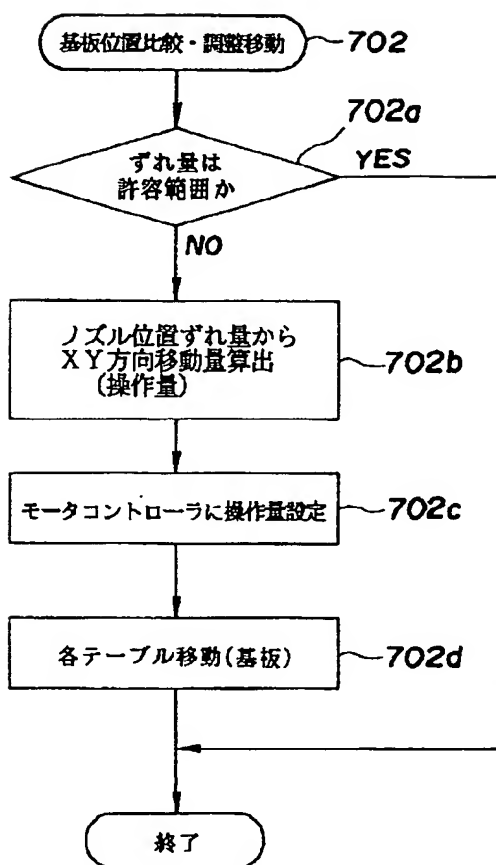 基板位置比較・調整移動
702
702a
ずれ量は
許容範囲か
YES
NO
ノズル位置ずれ量から
XY方向移動量算出
(操作量)
702b
モータコントローラに操作量設定
702c
各テーブル移動(基板)
702d
終了